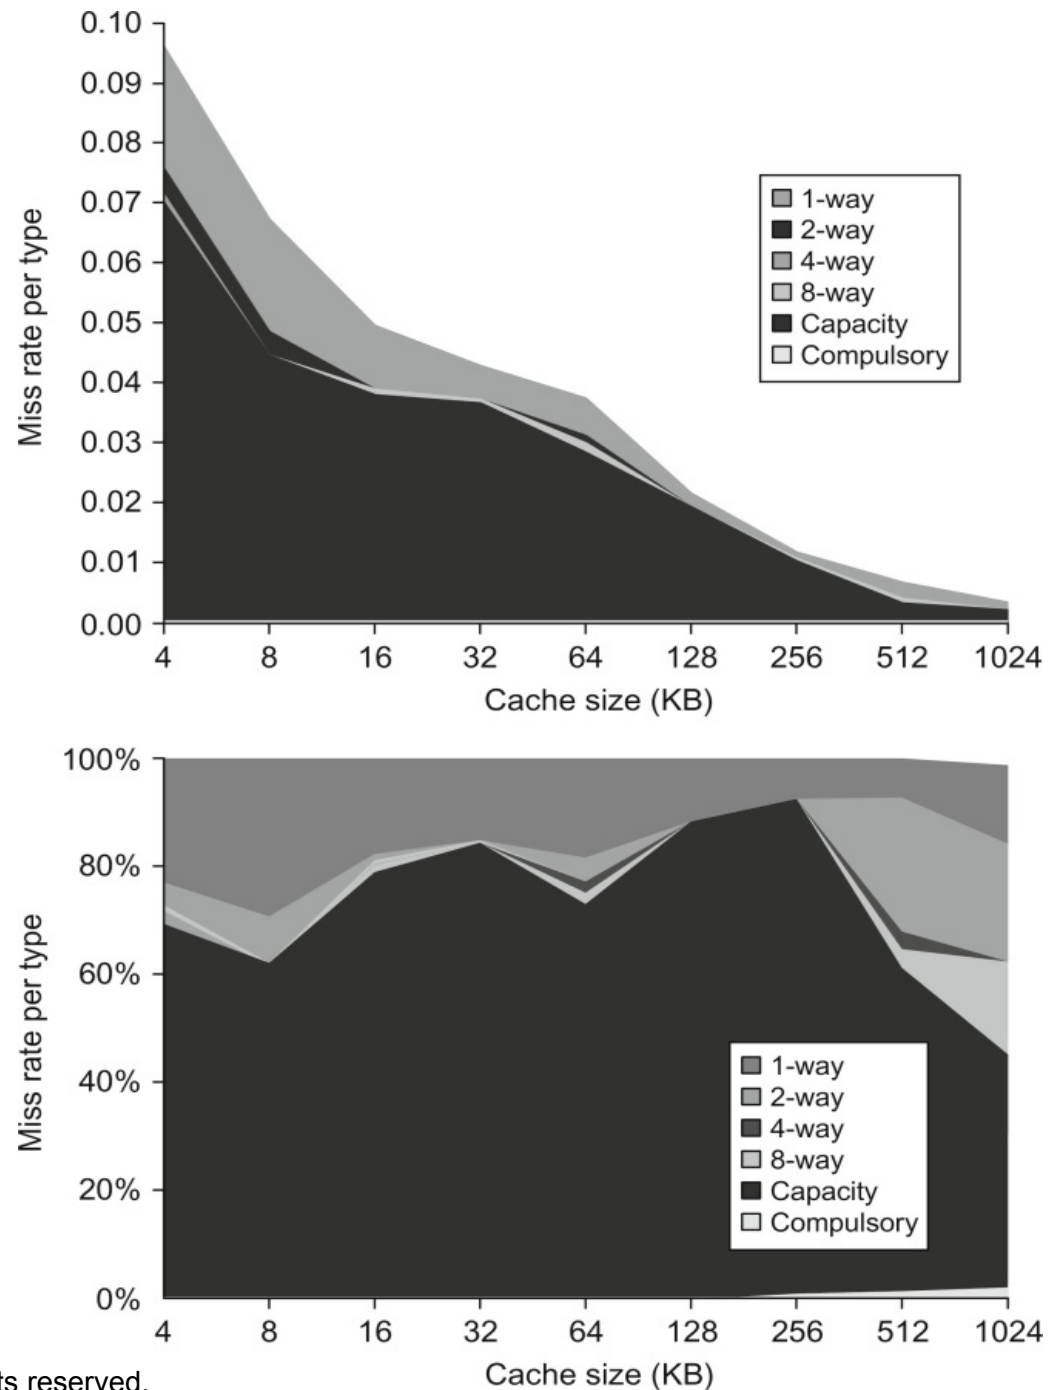 0.10
0.09
0.08
0.07
0.06
0.05
0.04
0.03
0.02
0.01
0.00
Miss rate per type
1-way
2-way
4-way
8-way
Capacity
Compulsory
4 8 16 32 64 128 256 512 1024
Cache size (KB)
100%
80%
60%
40%
20%
0%
Miss rate per type
1-way
2-way
4-way
8-way
Capacity
Compulsory
4 8 16 32 64 128 256 512 1024
Cache size (KB)
reserved.